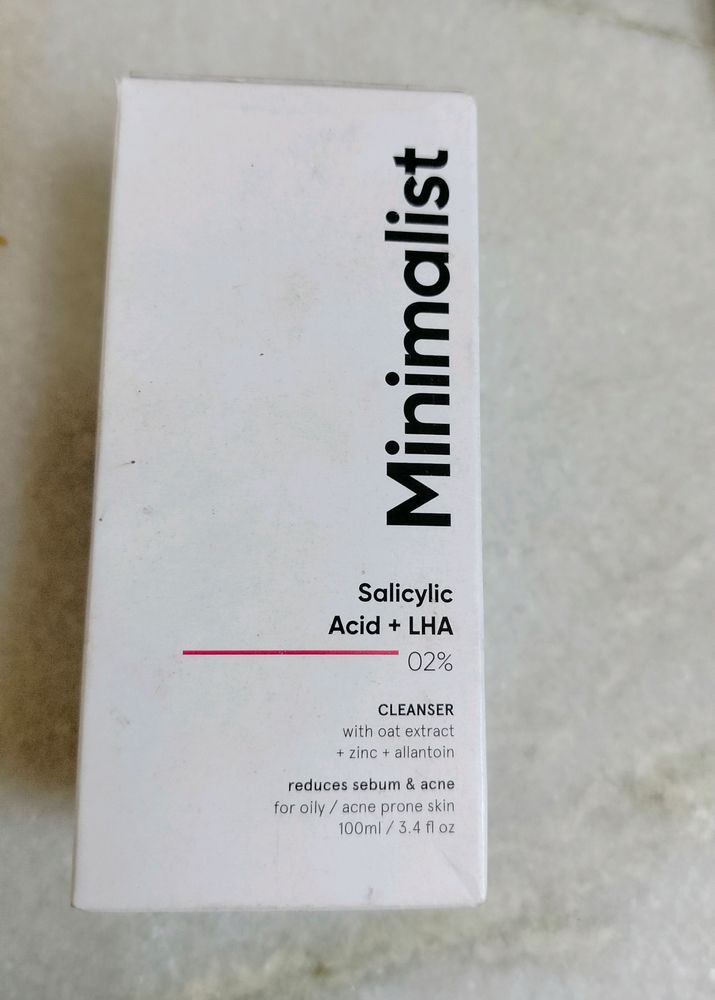 Minimalist
Salicylic
Acid + LHA
02%
CLEANSER
with oat extract
+ zinc + allantoin
reduces sebum & acne
for oily / acne prone skin
100ml / 3.4 fl oz